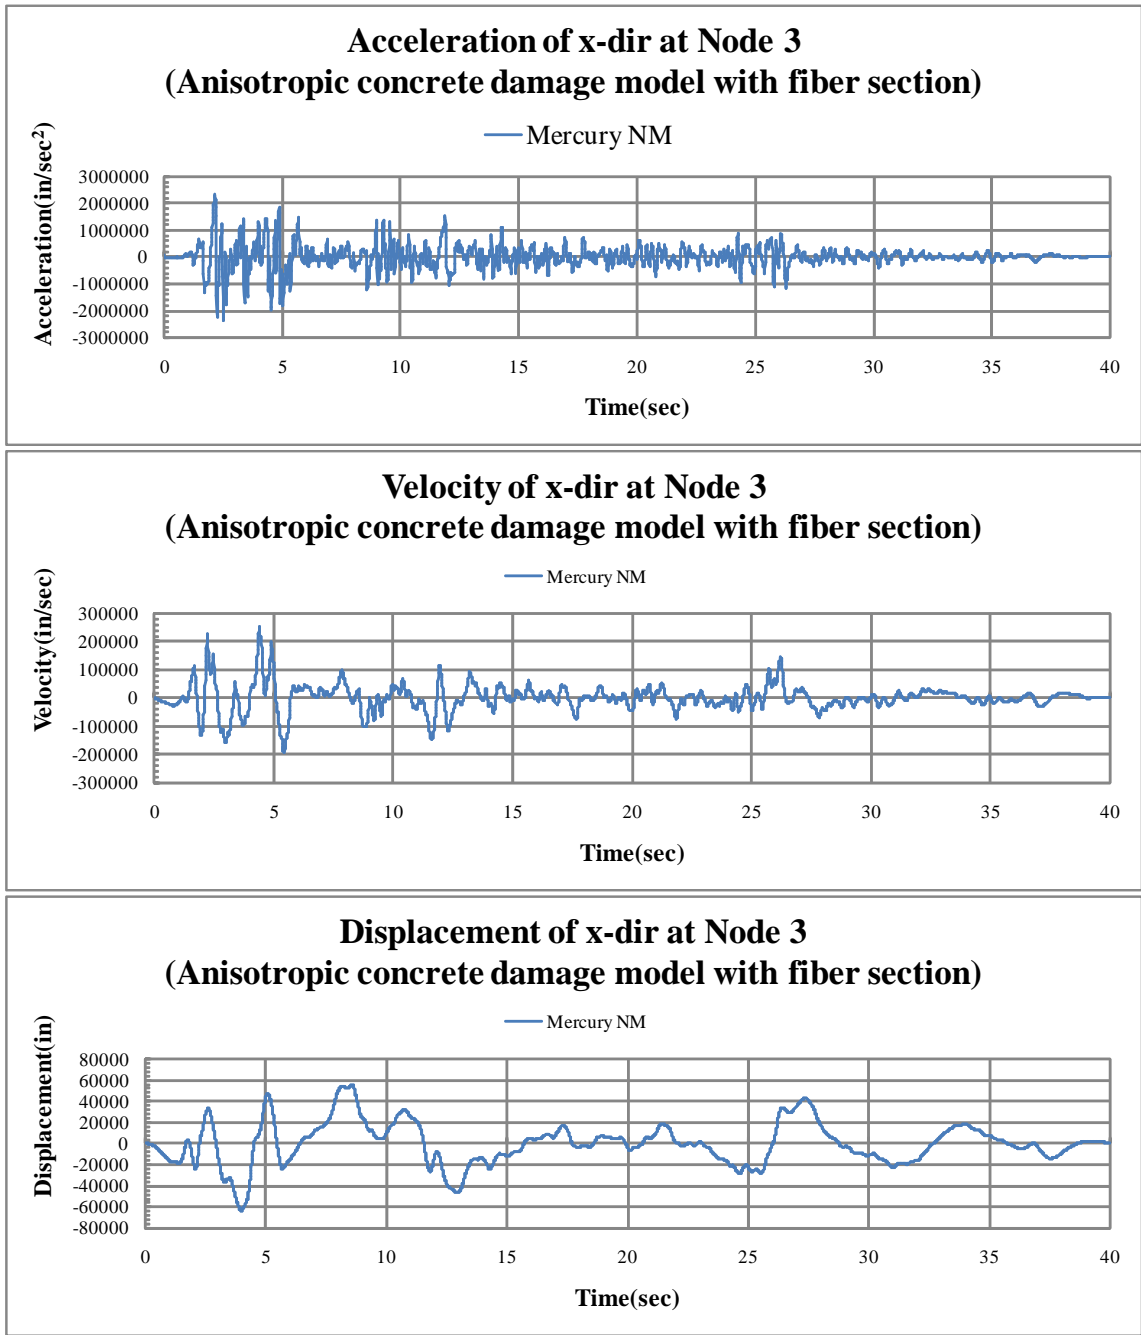 Acceleration of x-dir at Node 3
(Anisotropic concrete damage model with fiber section)
Mercury NM
Acceleration(in/sec²)
3000000
2000000
1000000
0
-1000000
-2000000
-3000000
0 5 10 15 20 25 30 35 40
Time(sec)
Velocity of x-dir at Node 3
(Anisotropic concrete damage model with fiber section)
Mercury NM
Velocity(in/sec)
300000
200000
100000
0
-100000
-200000
-300000
0 5 10 15 20 25 30 35 40
Time(sec)
Displacement of x-dir at Node 3
(Anisotropic concrete damage model with fiber section)
Mercury NM
Displacement(in)
80000
60000
40000
20000
0
-20000
-40000
-60000
-80000
0 5 10 15 20 25 30 35 40
Time(sec)